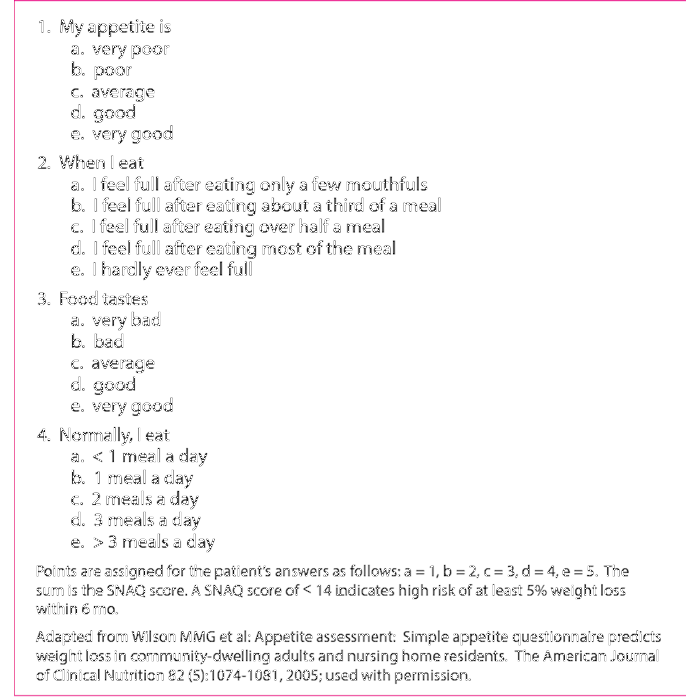 1. My appetite is
a. very poor
b. poor
c. average
d. good
e. very good
2. When I eat
a. I feel full after eating only a few mouthfuls
b. I feel full after eating about a third of a meal
c. I feel full after eating over half a meal
d. I feel full after eating most of the meal
e. I hardly ever feel full
3. Food tastes
a. very bad
b. bad
c. average
d. good
e. very good
4. Normally, I eat
a. < 1 meal a day
b. 1 meal a day
c. 2 meals a day
d. 3 meals a day
e. > 3 meals a day
Points are assigned for the patient's answers as follows: a = 1, b = 2, c = 3, d = 4, e = 5. The
sum is the SNAQ score. A SNAQ score of < 14 indicates high risk of at least 5% weight loss
within 6 mo.
Adapted from Wilson MMG et al: Appetite assessment: Simple appetite questionnaire predicts
weight loss in community-dwelling adults and nursing home residents. The American Journal
of Clinical Nutrition 82 (5):1074-1081, 2005; used with permission.